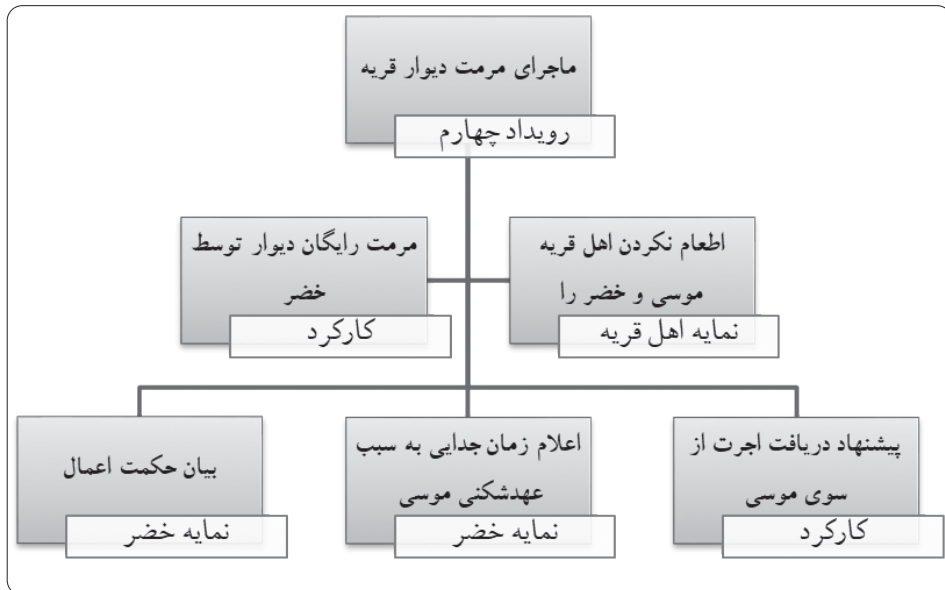 ماجرای مرمت دیوار قریه
رویداد چهارم
اطعام نکردن اهل قریه
موسی و خضر را
نمایه اهل قریه
مرمت رایگان دیوار توسط
خضر
کارکرد
پیشنهاد دریافت اجرت از
سوی موسی
کارکرد
اعلام زمان جدایی به سبب
عهدشکنی موسی
نمایه خضر
بیان حکمت اعمال
نمایه خضر